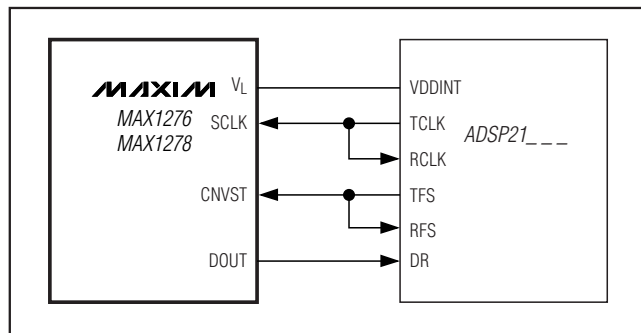 MAXIM
MAX1276
MAX1278
VL
SCLK
CNVST
DOUT
VDDINT
TCLK
RCLK
TFS
RFS
DR
ADSP21_ _ _